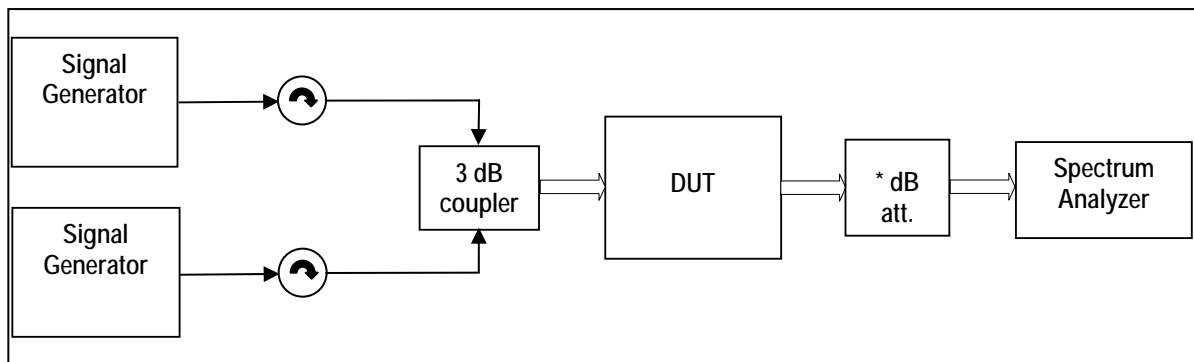 Signal
Generator
3 dB
coupler
DUT
* dB
att.
Spectrum
Analyzer
Signal
Generator